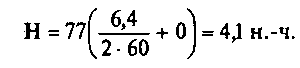 Н = 77(6,4/(2 · 60) + 0) = 4,1 н.-ч.